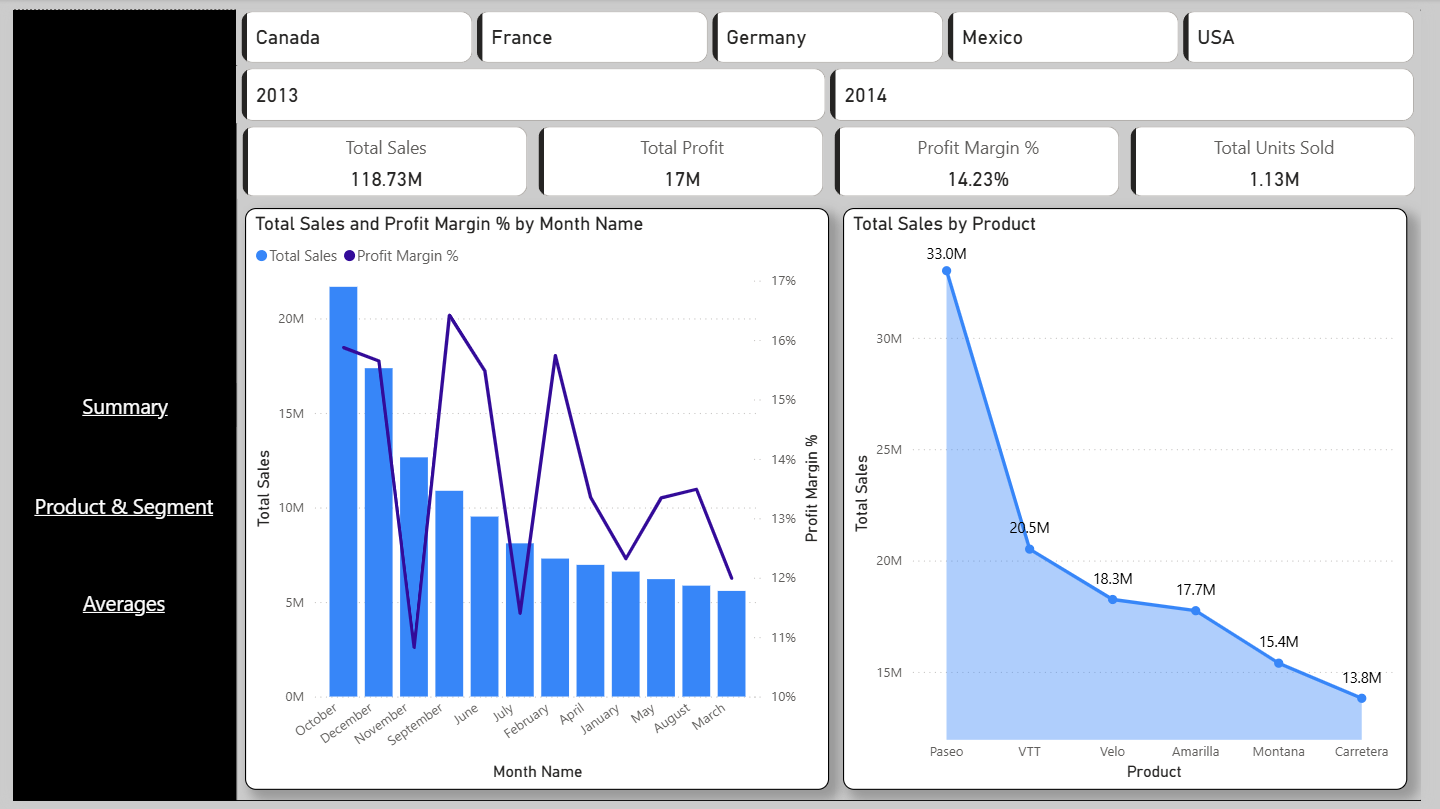 Canada
France
Germany
Mexico
USA
2013
2014
Total Sales
118.73M
Total Profit
17M
Profit Margin %
14.23%
Total Units Sold
1.13M
Summary
Product & Segment
Averages
Total Sales and Profit Margin % by Month Name
Total Sales
Profit Margin %
Total Sales
20M
15M
10M
5M
0M
17%
16%
15%
14%
13%
12%
11%
10%
Profit Margin %
October
December
November
September
June
July
February
April
January
May
August
March
Month Name
Total Sales by Product
Total Sales
30M
25M
20M
15M
33.0M
20.5M
18.3M
17.7M
15.4M
13.8M
Paseo
VTT
Velo
Amarilla
Montana
Carretera
Product